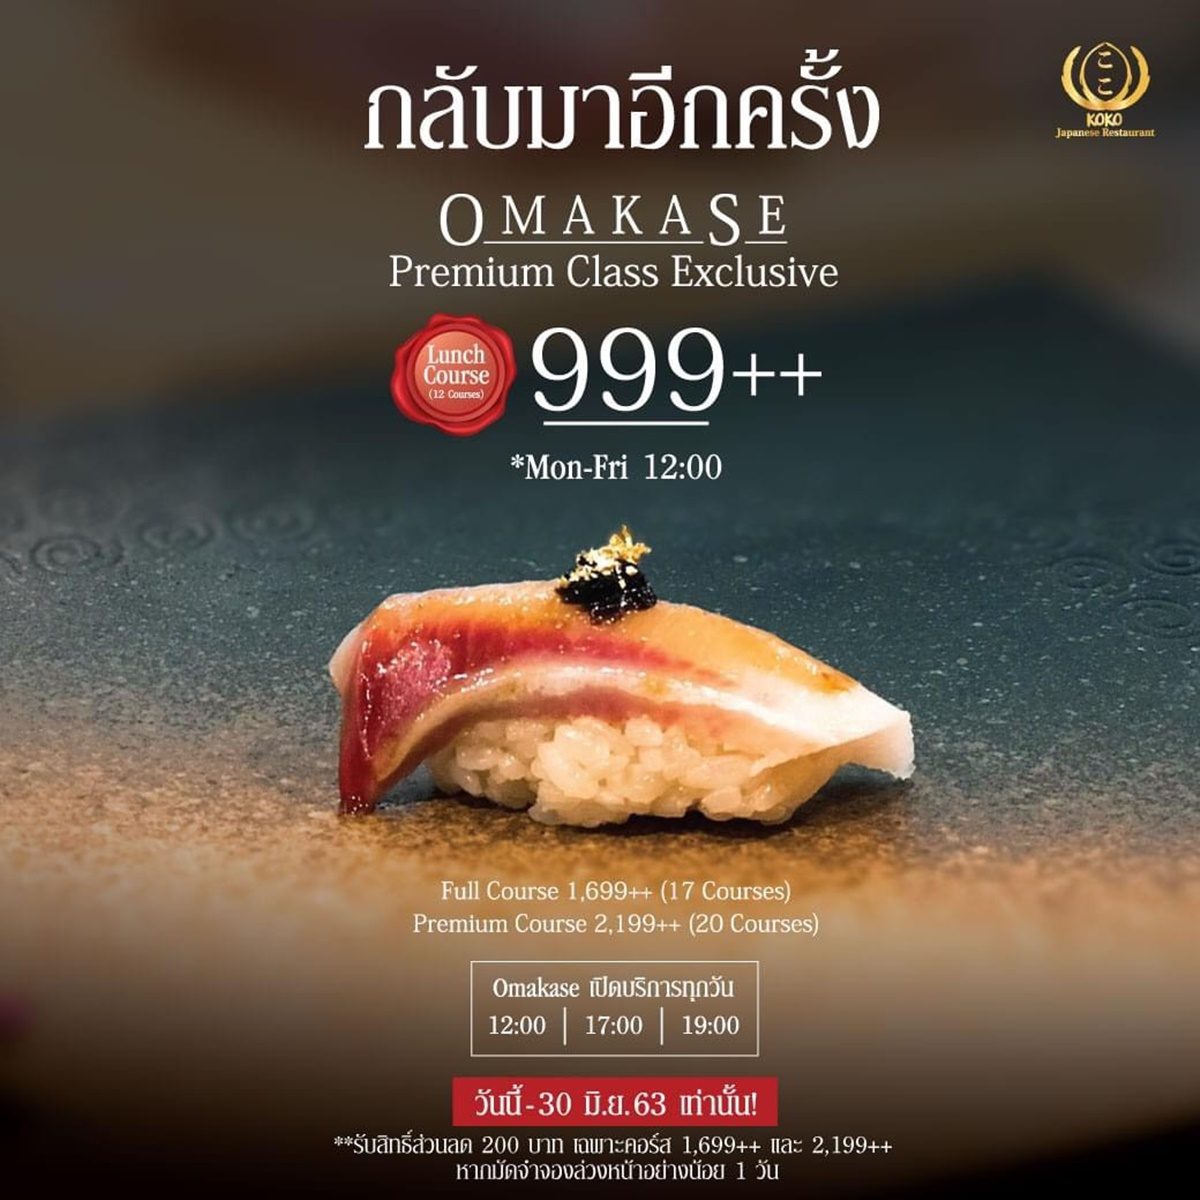 กลับมาอีกครั้ง
ここ
KOKO
Japanese Restaurant
OMAKASE
Premium Class Exclusive
Lunch
Course
(12 Courses)
999++
*Mon-Fri 12:00
Full Course 1,699++ (17 Courses)
Premium Course 2,199++ (20 Courses)
Omakase เปิดบริการทุกวัน
12:00 | 17:00 | 19:00
วันนี้-30 มิ.ย.63 เท่านั้น!
**รับสิทธิ์ส่วนลด 200 บาท เฉพาะคอร์ส 1,699++ และ 2,199++
หากมัดจำจองล่วงหน้าอย่างน้อย 1 วัน